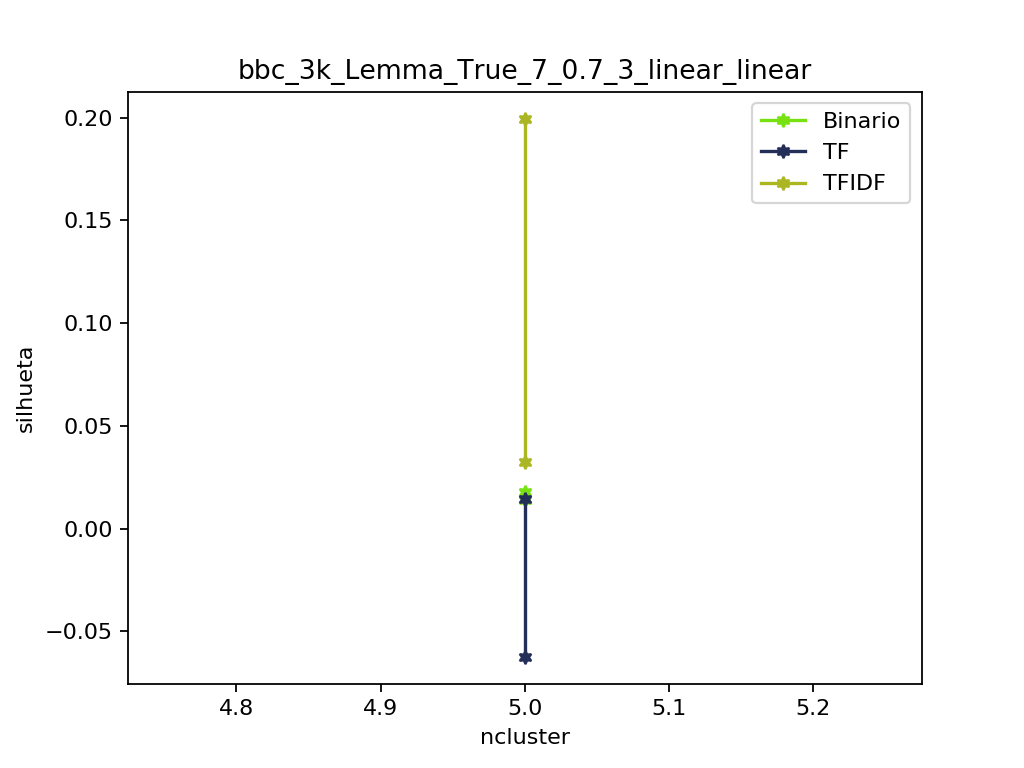 bbc_3k_Lemma_True_7_0.7_3_linear_linear
Binario
TF
TFIDF
0.20
0.15
0.10
0.05
0.00
−0.05
silhueta
4.8 4.9 5.0 5.1 5.2
ncluster